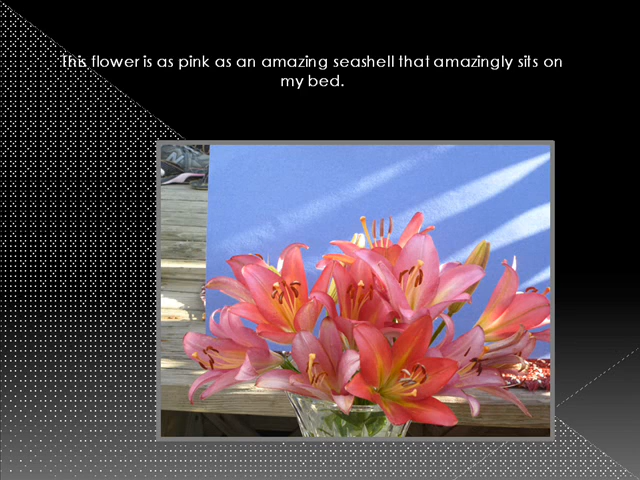 This flower is as pink as an amazing seashell that amazingly sits on
my bed.